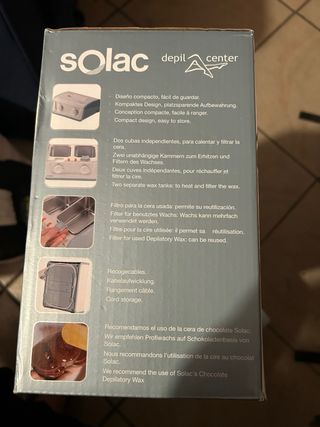 solac
depil center
· Diseño compacto, fácil de guardar.
· Kompaktes Design, platzsparende Aufbewahrung.
· Conception compacte, facile à ranger.
· Compact design, easy to store.
· Dos cubas independientes, para calentar y filtrar la
cera.
· Zwei unabhängige Kammern zum Erhitzen und
Filtern des Wachses.
· Deux cuves indépendantes, pour réchauffer et
filtrer la cire.
· Two separate wax tanks: to heat and filter the wax.
· Filtro para la cera usada: permite su reutilización.
· Filter für benutztes Wachs: Wachs kann mehrfach
verwendet werden.
· Filtro pour la cire utilisée: il permet sa reutilisation.
· Filter for used Depilatory Wax: can be reused.
· Recogecables.
· Kabelaufwicklung.
· Rangement câble.
· Cord storage.
· Recomendamos el uso de la cera de chocolate Solac.
· Wir empfehlen Profiwachs auf Schokoladenbasis von
Solac.
· Nous recommandons l'utilisation de la cire au chocolat
Solac.
· We recommend the use of Solac's Chocolate
Depilatory Wax